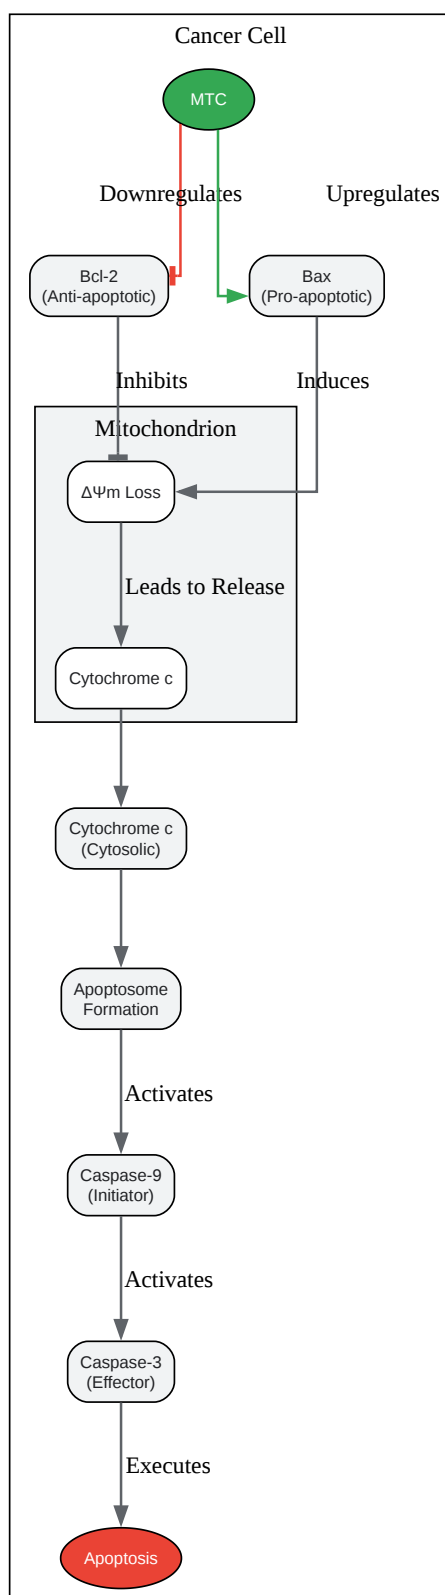 Cancer Cell
MTC
Downregulates
Upregulates
Bcl-2
(Anti-apoptotic)
Bax
(Pro-apoptotic)
Inhibits
Induces
Mitochondrion
ΔΨm Loss
Leads to Release
Cytochrome c
Cytochrome c
(Cytosolic)
Apoptosome
Formation
Activates
Caspase-9
(Initiator)
Activates
Caspase-3
(Effector)
Executes
Apoptosis